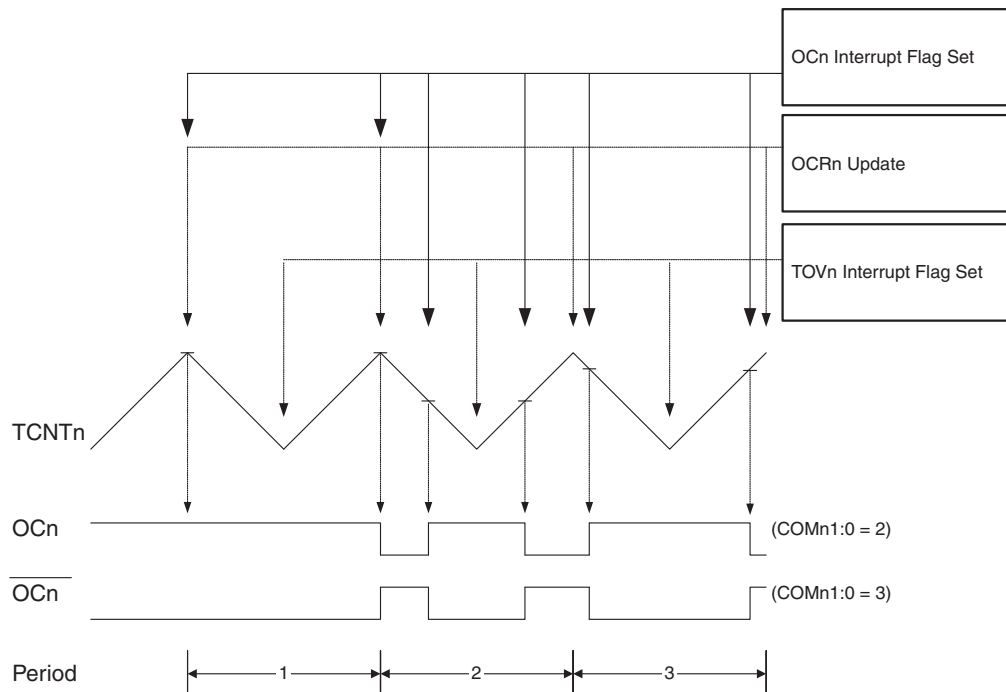 OCn Interrupt Flag Set
OCRn Update
TOVn Interrupt Flag Set
TCNTn
OCn
(COMn1:0 = 2)
OCn
(COMn1:0 = 3)
Period
1
2
3